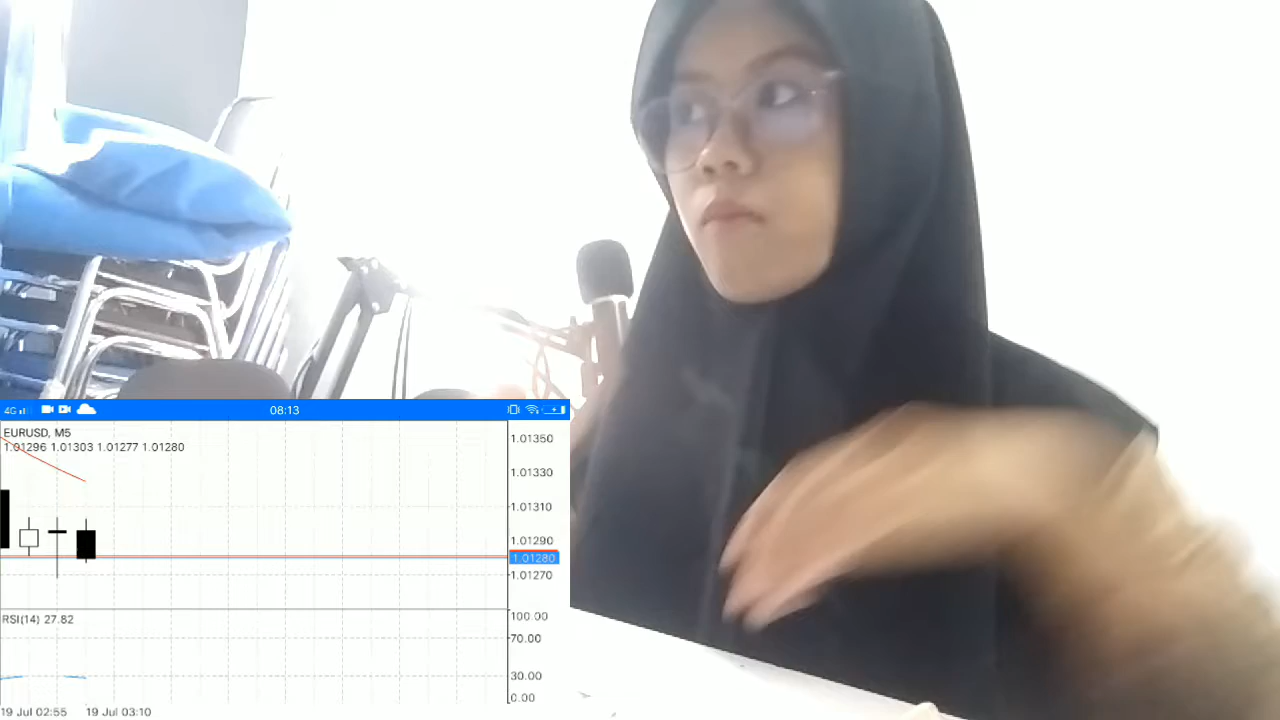 4G 08:13
EURUSD, M5
1.01296 1.01303 1.01277 1.01280
1.01350
1.01330
1.01310
1.01290
1.01280
1.01270
RSI(14) 27.82
100.00
70.00
30.00
0.00
19 Jul 02:55 19 Jul 03:10